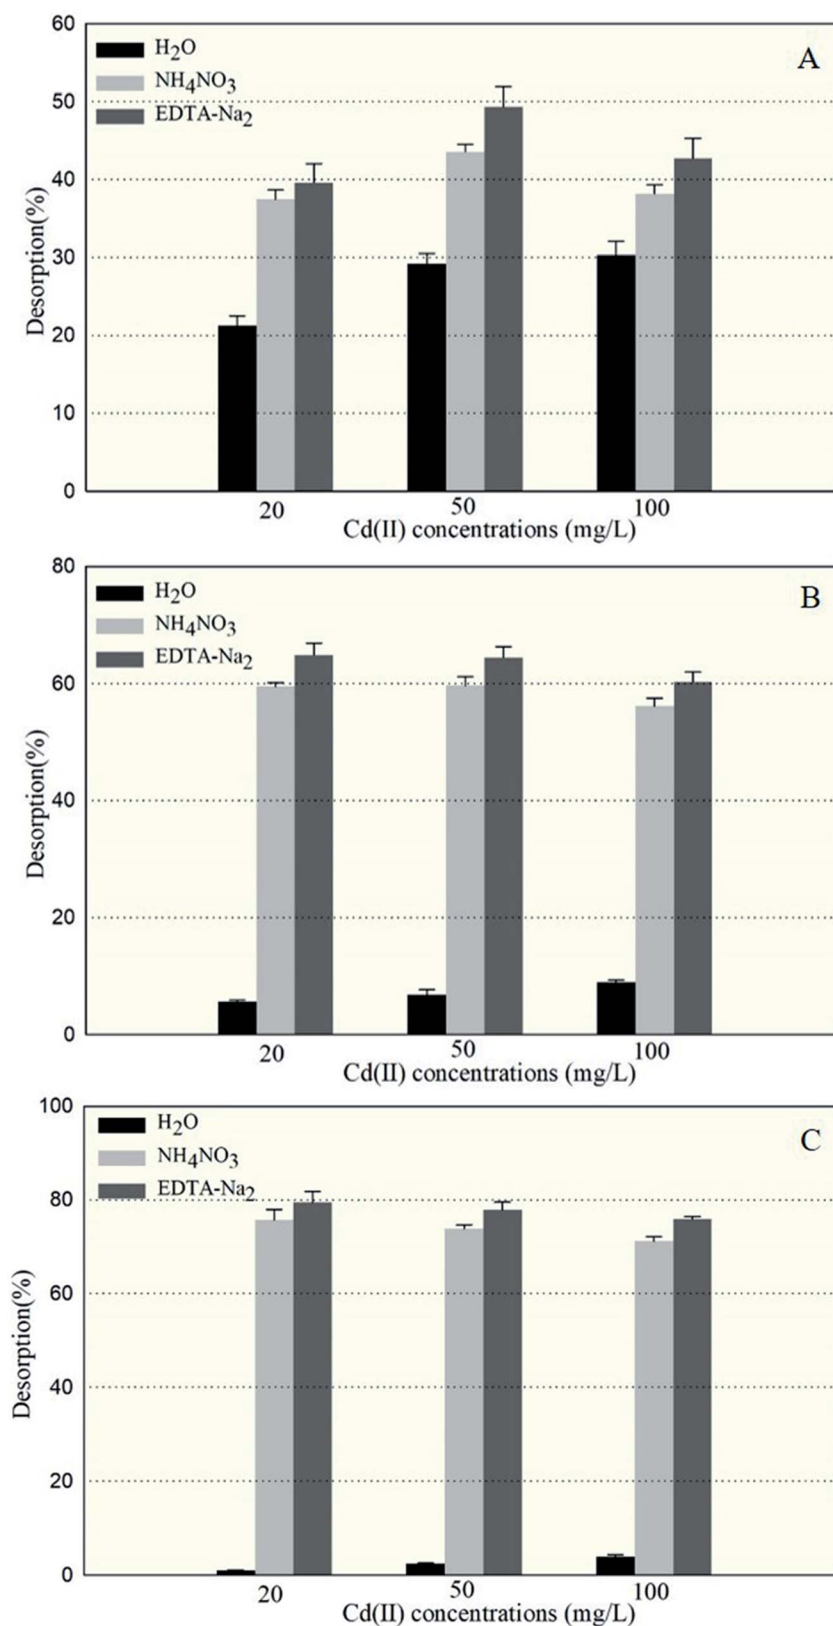 60
H2O
A
NH4NO3
50
EDTA-Na2
40
Desorption(%)
30
20
10
0
20 50 100
Cd(II) concentrations (mg/L)
80
H2O
B
NH4NO3
EDTA-Na2
60
Desorption(%)
40
20
0
20 50 100
Cd(II) concentrations (mg/L)
100
H2O
C
NH4NO3
EDTA-Na2
80
60
Desorption(%)
40
20
0
20 50 100
Cd(II) concentrations (mg/L)